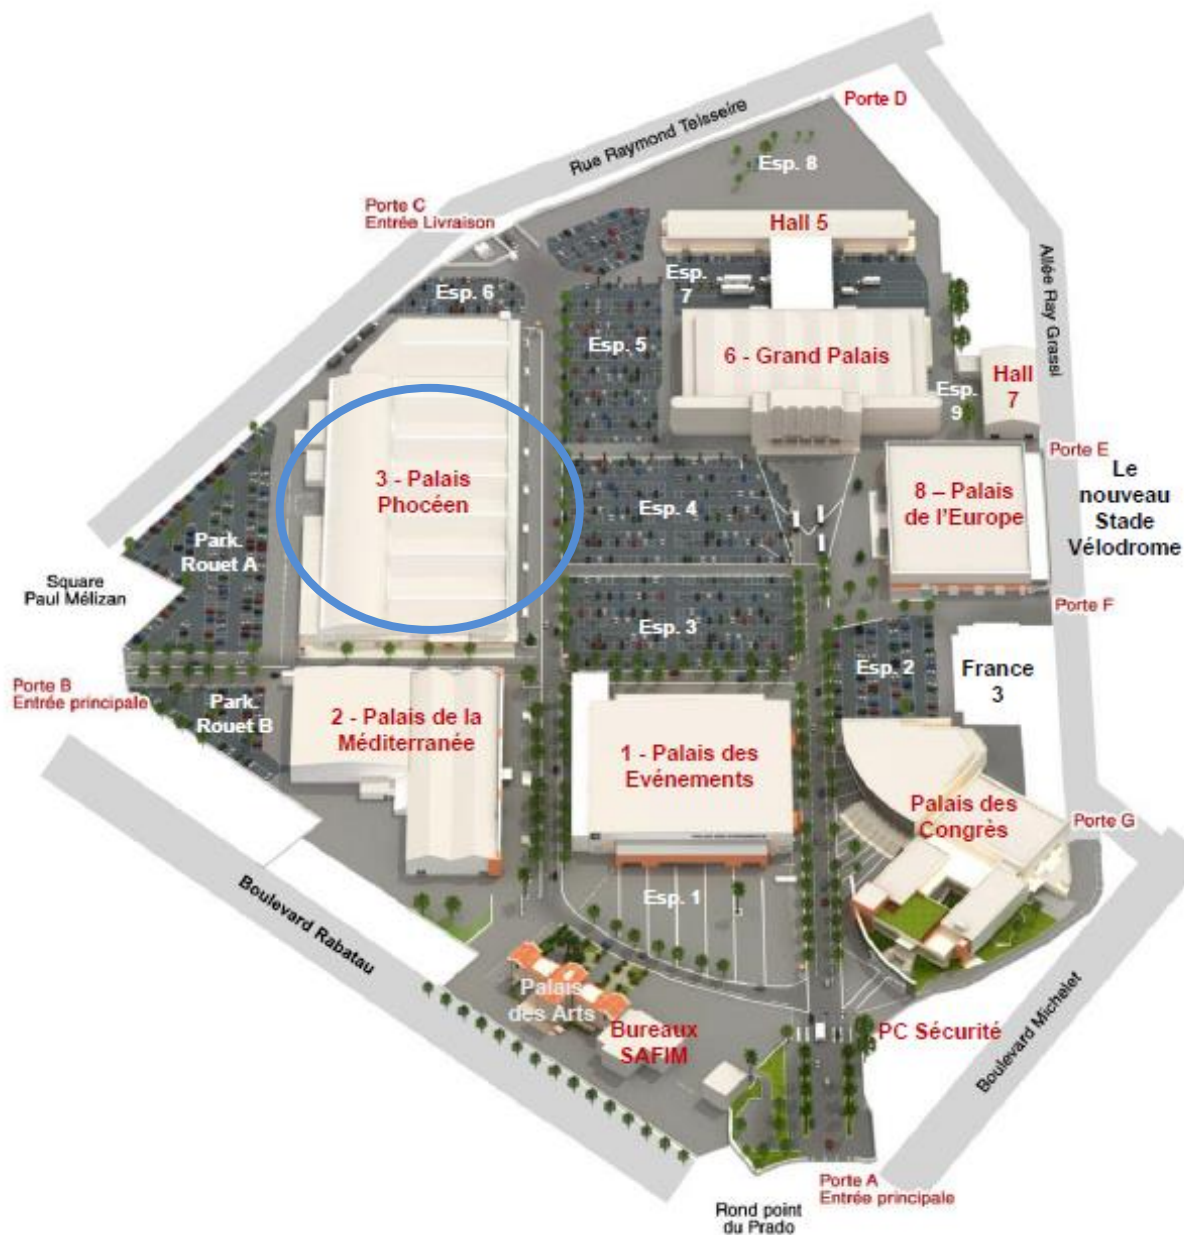 Porte D
Rue Raymond Teisseire
Esp. 8
Porte C
Entrée Livraison
Hall 5
Allée Ray Grassi
Esp. 6
Esp.
7
Esp. 5
6 - Grand Palais
Hall
7
Esp.
9
Porte E
Le
nouveau
Stade
Vélodrome
3 - Palais
Phocéen
8 – Palais
de l'Europe
Esp. 4
Park.
Rouet A
Square
Paul Mélizan
Porte F
Esp. 3
Esp. 2
France
3
Porte B
Entrée principale
Park.
Rouet B
2 - Palais de la
Méditerranée
1 - Palais des
Evénements
Palais des
Congrès
Porte G
Esp. 1
Boulevard Rabatau
Palais
des Arts
Bureaux
SAFIM
PC Sécurité
Boulevard Michelet
Porte A
Entrée principale
Rond point
du Prado